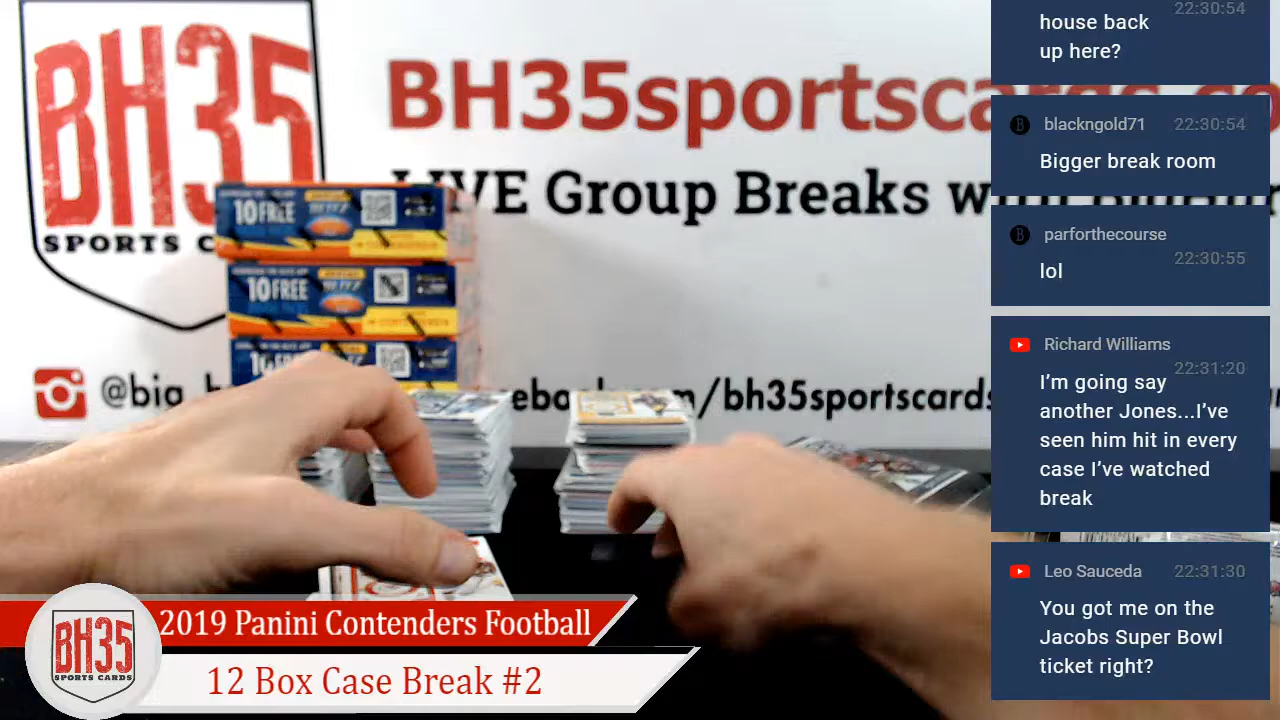 BH35
SPORTS CA
BH35sportsca
LIVE Group Breaks w
10 FREE
10 FREE
@big_
/bh35sportscards
22:30:54
house back
up here?
blackngold71 22:30:54
Bigger break room
parforthecourse
22:30:55
lol
Richard Williams
22:31:20
I’m going say
another Jones...I’ve
seen him hit in every
case I’ve watched
break
Leo Sauceda 22:31:30
You got me on the
Jacobs Super Bowl
ticket right?
BH35
SPORTS CARDS
2019 Panini Contenders Football
12 Box Case Break #2